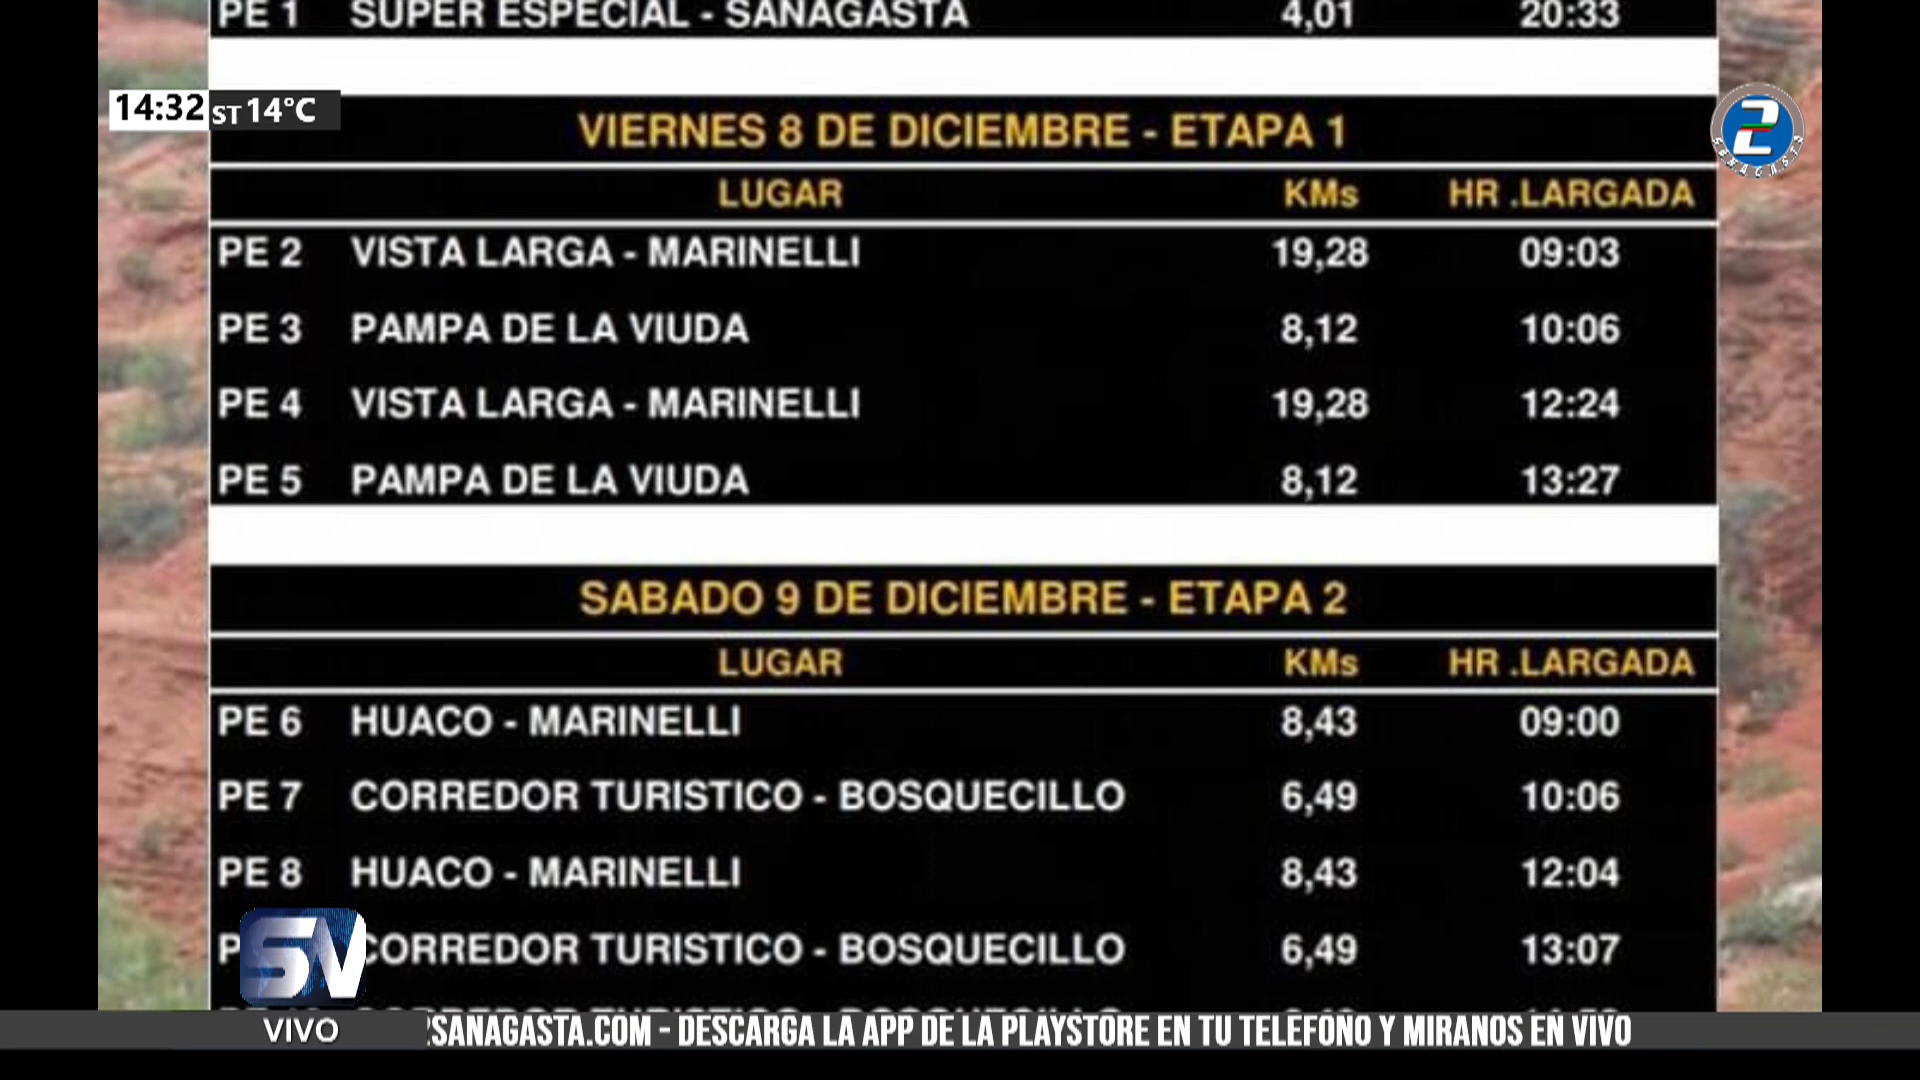 PE 1 SUPER ESPECIAL - SANAGASTA 4,01 20:33
14:32 ST 14°C
VIERNES 8 DE DICIEMBRE - ETAPA 1
2
SANAGASTA
LUGAR KMs HR .LARGADA
PE 2 VISTA LARGA - MARINELLI 19,28 09:03
PE 3 PAMPA DE LA VIUDA 8,12 10:06
PE 4 VISTA LARGA - MARINELLI 19,28 12:24
PE 5 PAMPA DE LA VIUDA 8,12 13:27
SABADO 9 DE DICIEMBRE - ETAPA 2
LUGAR KMs HR .LARGADA
PE 6 HUACO - MARINELLI 8,43 09:00
PE 7 CORREDOR TURISTICO - BOSQUECILLO 6,49 10:06
PE 8 HUACO - MARINELLI 8,43 12:04
P CORREDOR TURISTICO - BOSQUECILLO 6,49 13:07
SN
VIVO 2SANAGASTA.COM - DESCARGA LA APP DE LA PLAYSTORE EN TU TELEFONO Y MIRANOS EN VIVO